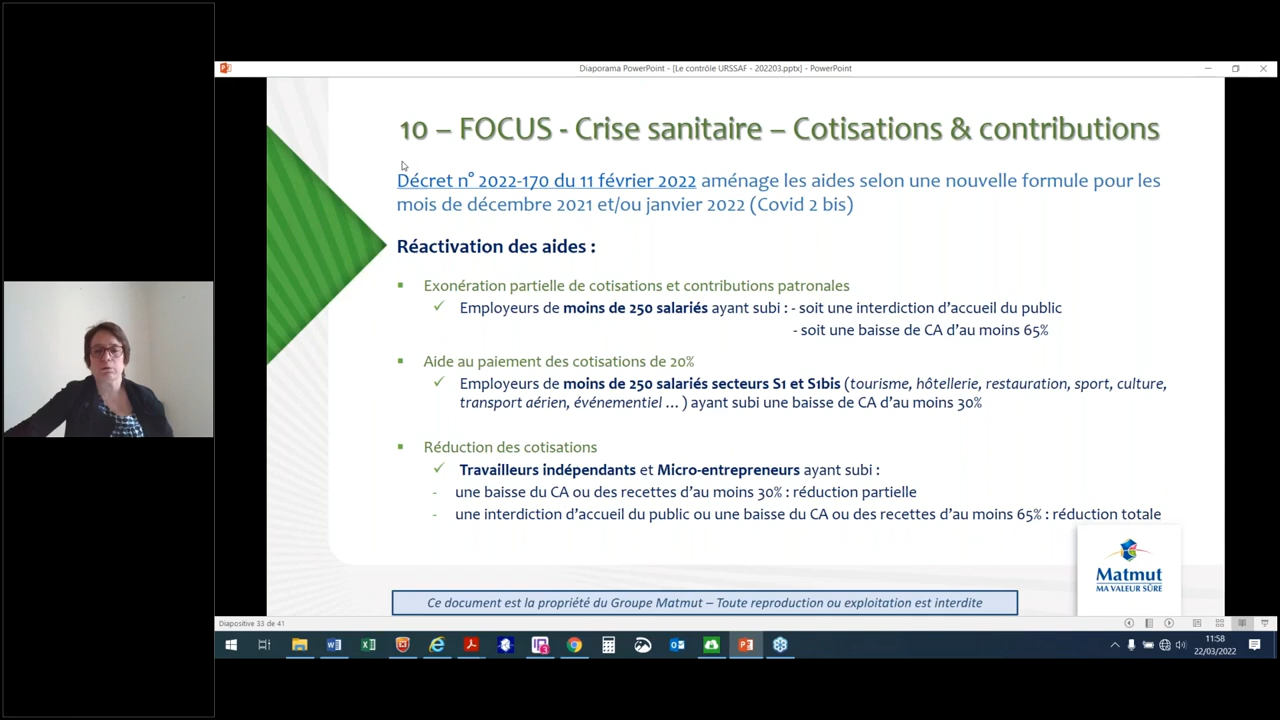 Diaporama PowerPoint - [Le contrôle URSSAF - 202203.pptx] - PowerPoint
10 – FOCUS - Crise sanitaire – Cotisations & contributions
Décret n° 2022-170 du 11 février 2022 aménage les aides selon une nouvelle formule pour les
mois de décembre 2021 et/ou janvier 2022 (Covid 2 bis)
Réactivation des aides :
Exonération partielle de cotisations et contributions patronales
Employeurs de moins de 250 salariés ayant subi : - soit une interdiction d'accueil du public
- soit une baisse de CA d'au moins 65%
Aide au paiement des cotisations de 20%
Employeurs de moins de 250 salariés secteurs S1 et S1bis (tourisme, hôtellerie, restauration, sport, culture,
transport aérien, événementiel ... ) ayant subi une baisse de CA d'au moins 30%
Réduction des cotisations
Travailleurs indépendants et Micro-entrepreneurs ayant subi :
- une baisse du CA ou des recettes d'au moins 30% : réduction partielle
- une interdiction d'accueil du public ou une baisse du CA ou des recettes d'au moins 65% : réduction totale
Matmut
MA VALEUR SÛRE
Ce document est la propriété du Groupe Matmut – Toute reproduction ou exploitation est interdite
Diapositive 33 de 41
11:58
22/03/2022